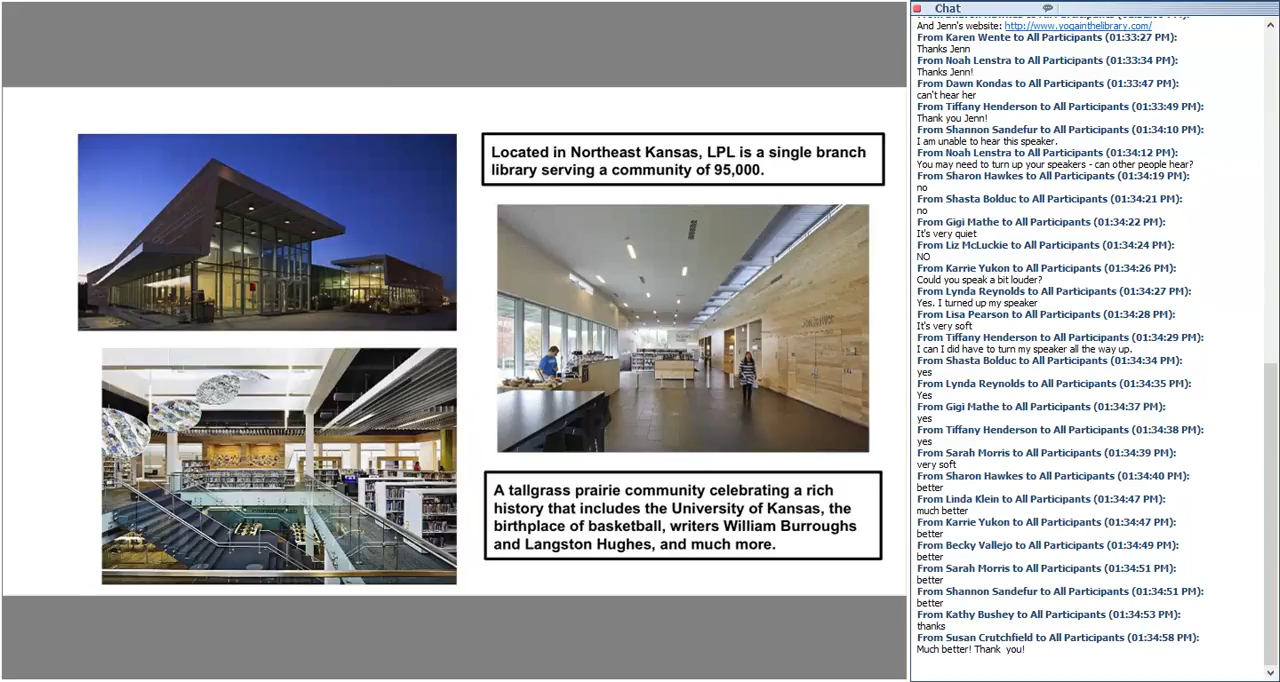 Located in Northeast Kansas, LPL is a single branch
library serving a community of 95,000.
A tallgrass prairie community celebrating a rich
history that includes the University of Kansas, the
birthplace of basketball, writers William Burroughs
and Langston Hughes, and much more.
Chat
And Jenn's website: http://www.yogainthelibrary.com/
From Karen Wente to All Participants (01:33:27 PM):
Thanks Jenn
From Noah Lenstra to All Participants (01:33:34 PM):
Thanks Jenn!
From Dawn Kondas to All Participants (01:33:47 PM):
can't hear her
From Tiffany Henderson to All Participants (01:33:49 PM):
Thank you Jenn!
From Shannon Sandefur to All Participants (01:34:10 PM):
I am unable to hear this speaker.
From Noah Lenstra to All Participants (01:34:12 PM):
You may need to turn up your speakers - can other people hear?
From Sharon Hawkes to All Participants (01:34:19 PM):
no
From Shasta Bolduc to All Participants (01:34:21 PM):
no
From Gigi Mathe to All Participants (01:34:22 PM):
It's very quiet
From Liz McLuckie to All Participants (01:34:24 PM):
NO
From Karrie Yukon to All Participants (01:34:26 PM):
Could you speak a bit louder?
From Lynda Reynolds to All Participants (01:34:27 PM):
Yes. I turned up my speaker
From Lisa Pearson to All Participants (01:34:28 PM):
It's very soft
From Tiffany Henderson to All Participants (01:34:29 PM):
I can I did have to turn my speaker all the way up.
From Shasta Bolduc to All Participants (01:34:34 PM):
yes
From Lynda Reynolds to All Participants (01:34:35 PM):
Yes
From Gigi Mathe to All Participants (01:34:37 PM):
yes
From Tiffany Henderson to All Participants (01:34:38 PM):
yes
From Sarah Morris to All Participants (01:34:39 PM):
very soft
From Sharon Hawkes to All Participants (01:34:40 PM):
better
From Linda Klein to All Participants (01:34:47 PM):
much better
From Karrie Yukon to All Participants (01:34:47 PM):
better
From Becky Vallejo to All Participants (01:34:49 PM):
better
From Sarah Morris to All Participants (01:34:51 PM):
better
From Shannon Sandefur to All Participants (01:34:51 PM):
better
From Kathy Bushey to All Participants (01:34:53 PM):
thanks
From Susan Crutchfield to All Participants (01:34:58 PM):
Much better! Thank  you!